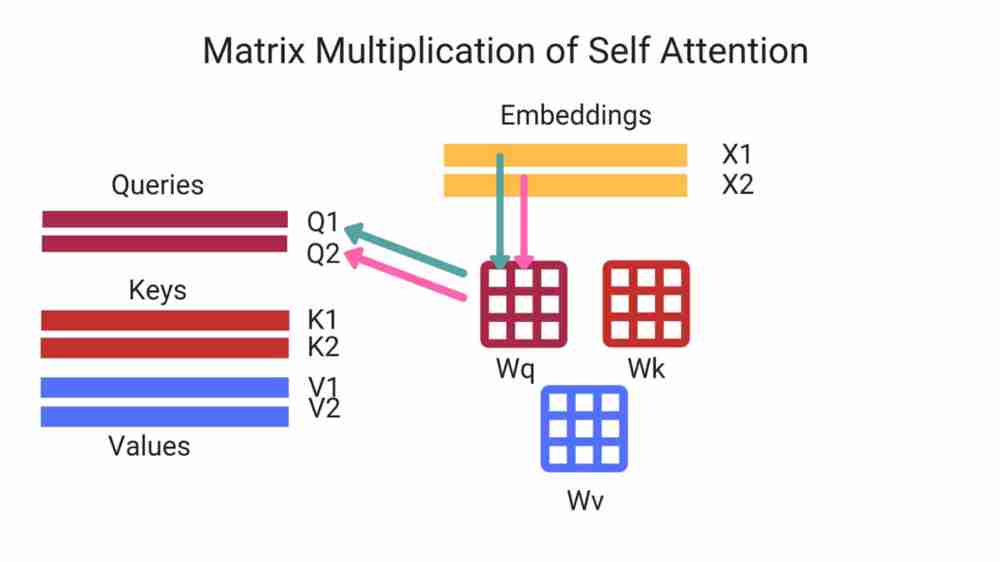 Matrix Multiplication of Self Attention
Embeddings
X1
X2
Queries
Q1
Q2
Keys
K1
K2
V1
V2
Values
Wq
Wk
Wv